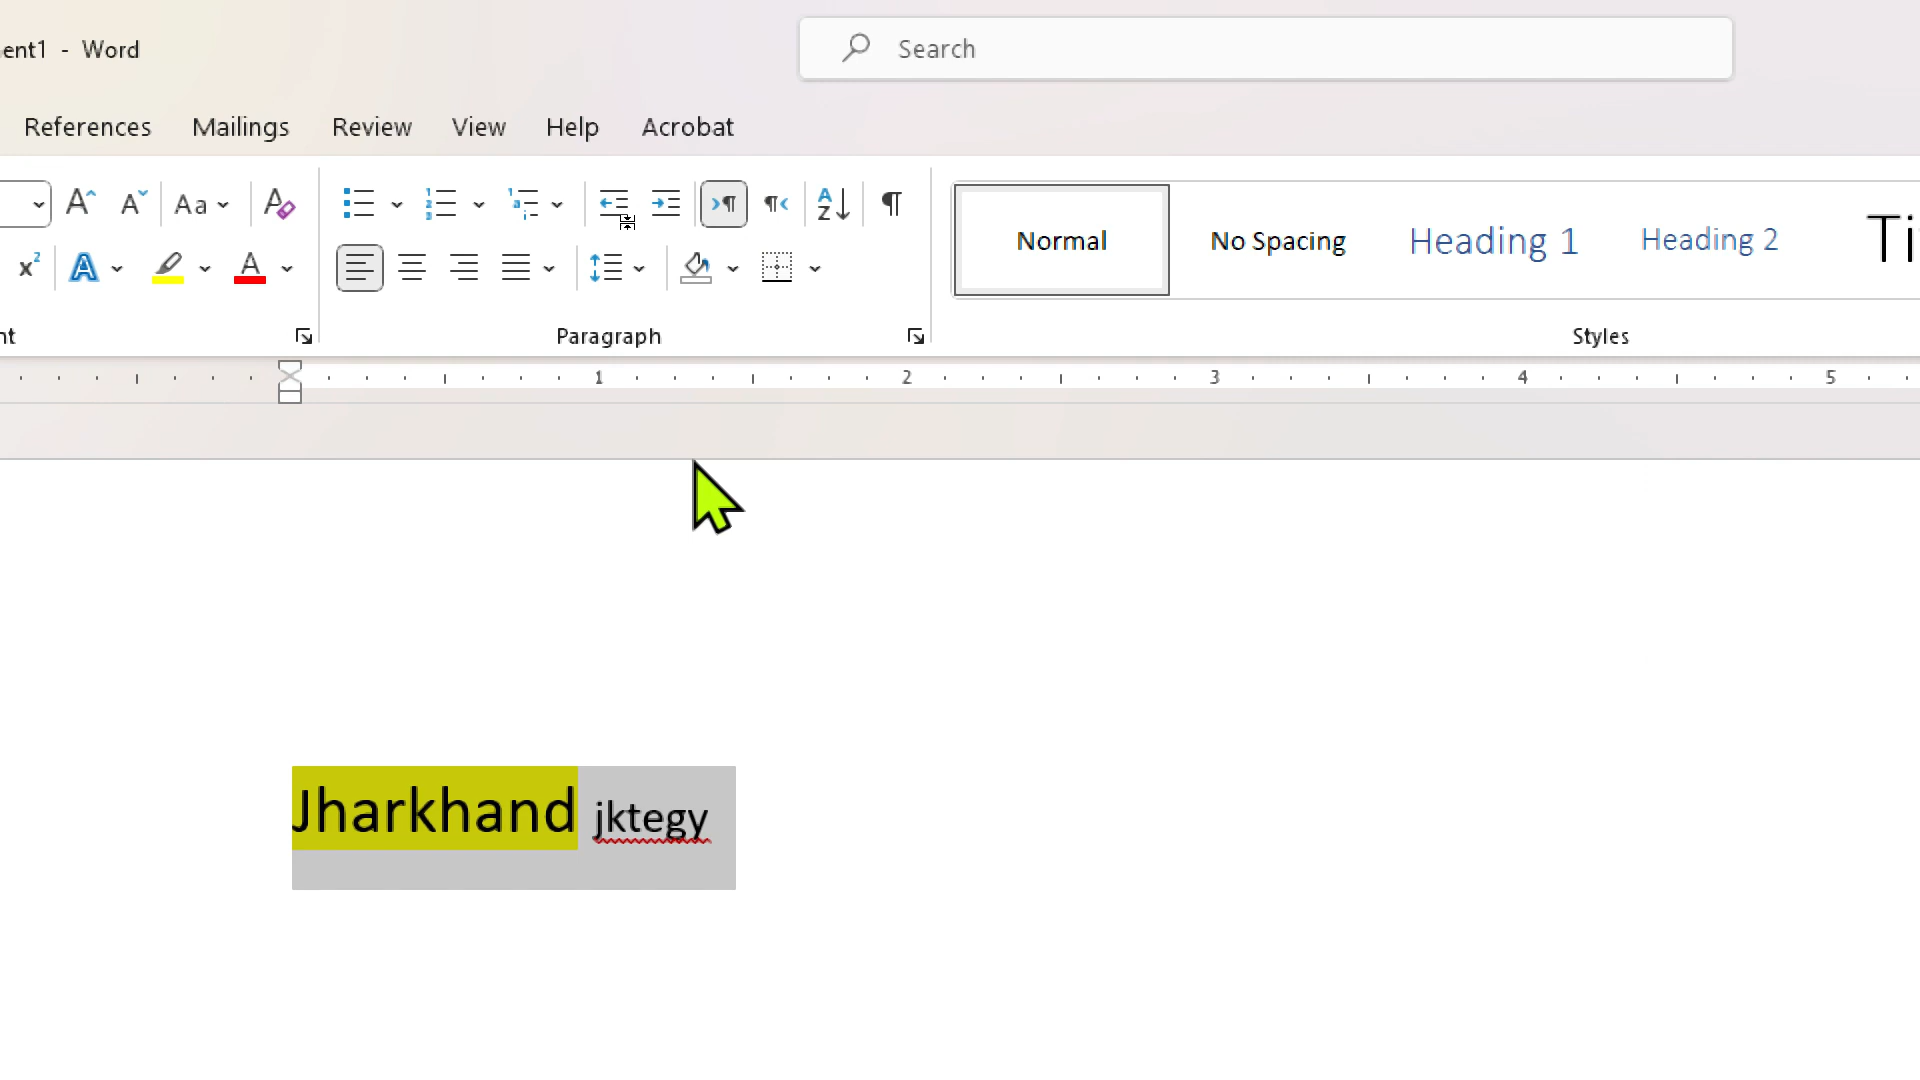 ent1 - Word
Search
References Mailings Review View Help Acrobat
Aa
Normal No Spacing Heading 1 Heading 2 Ti
nt Paragraph Styles
1 2 3 4 5
Jharkhand jktegy